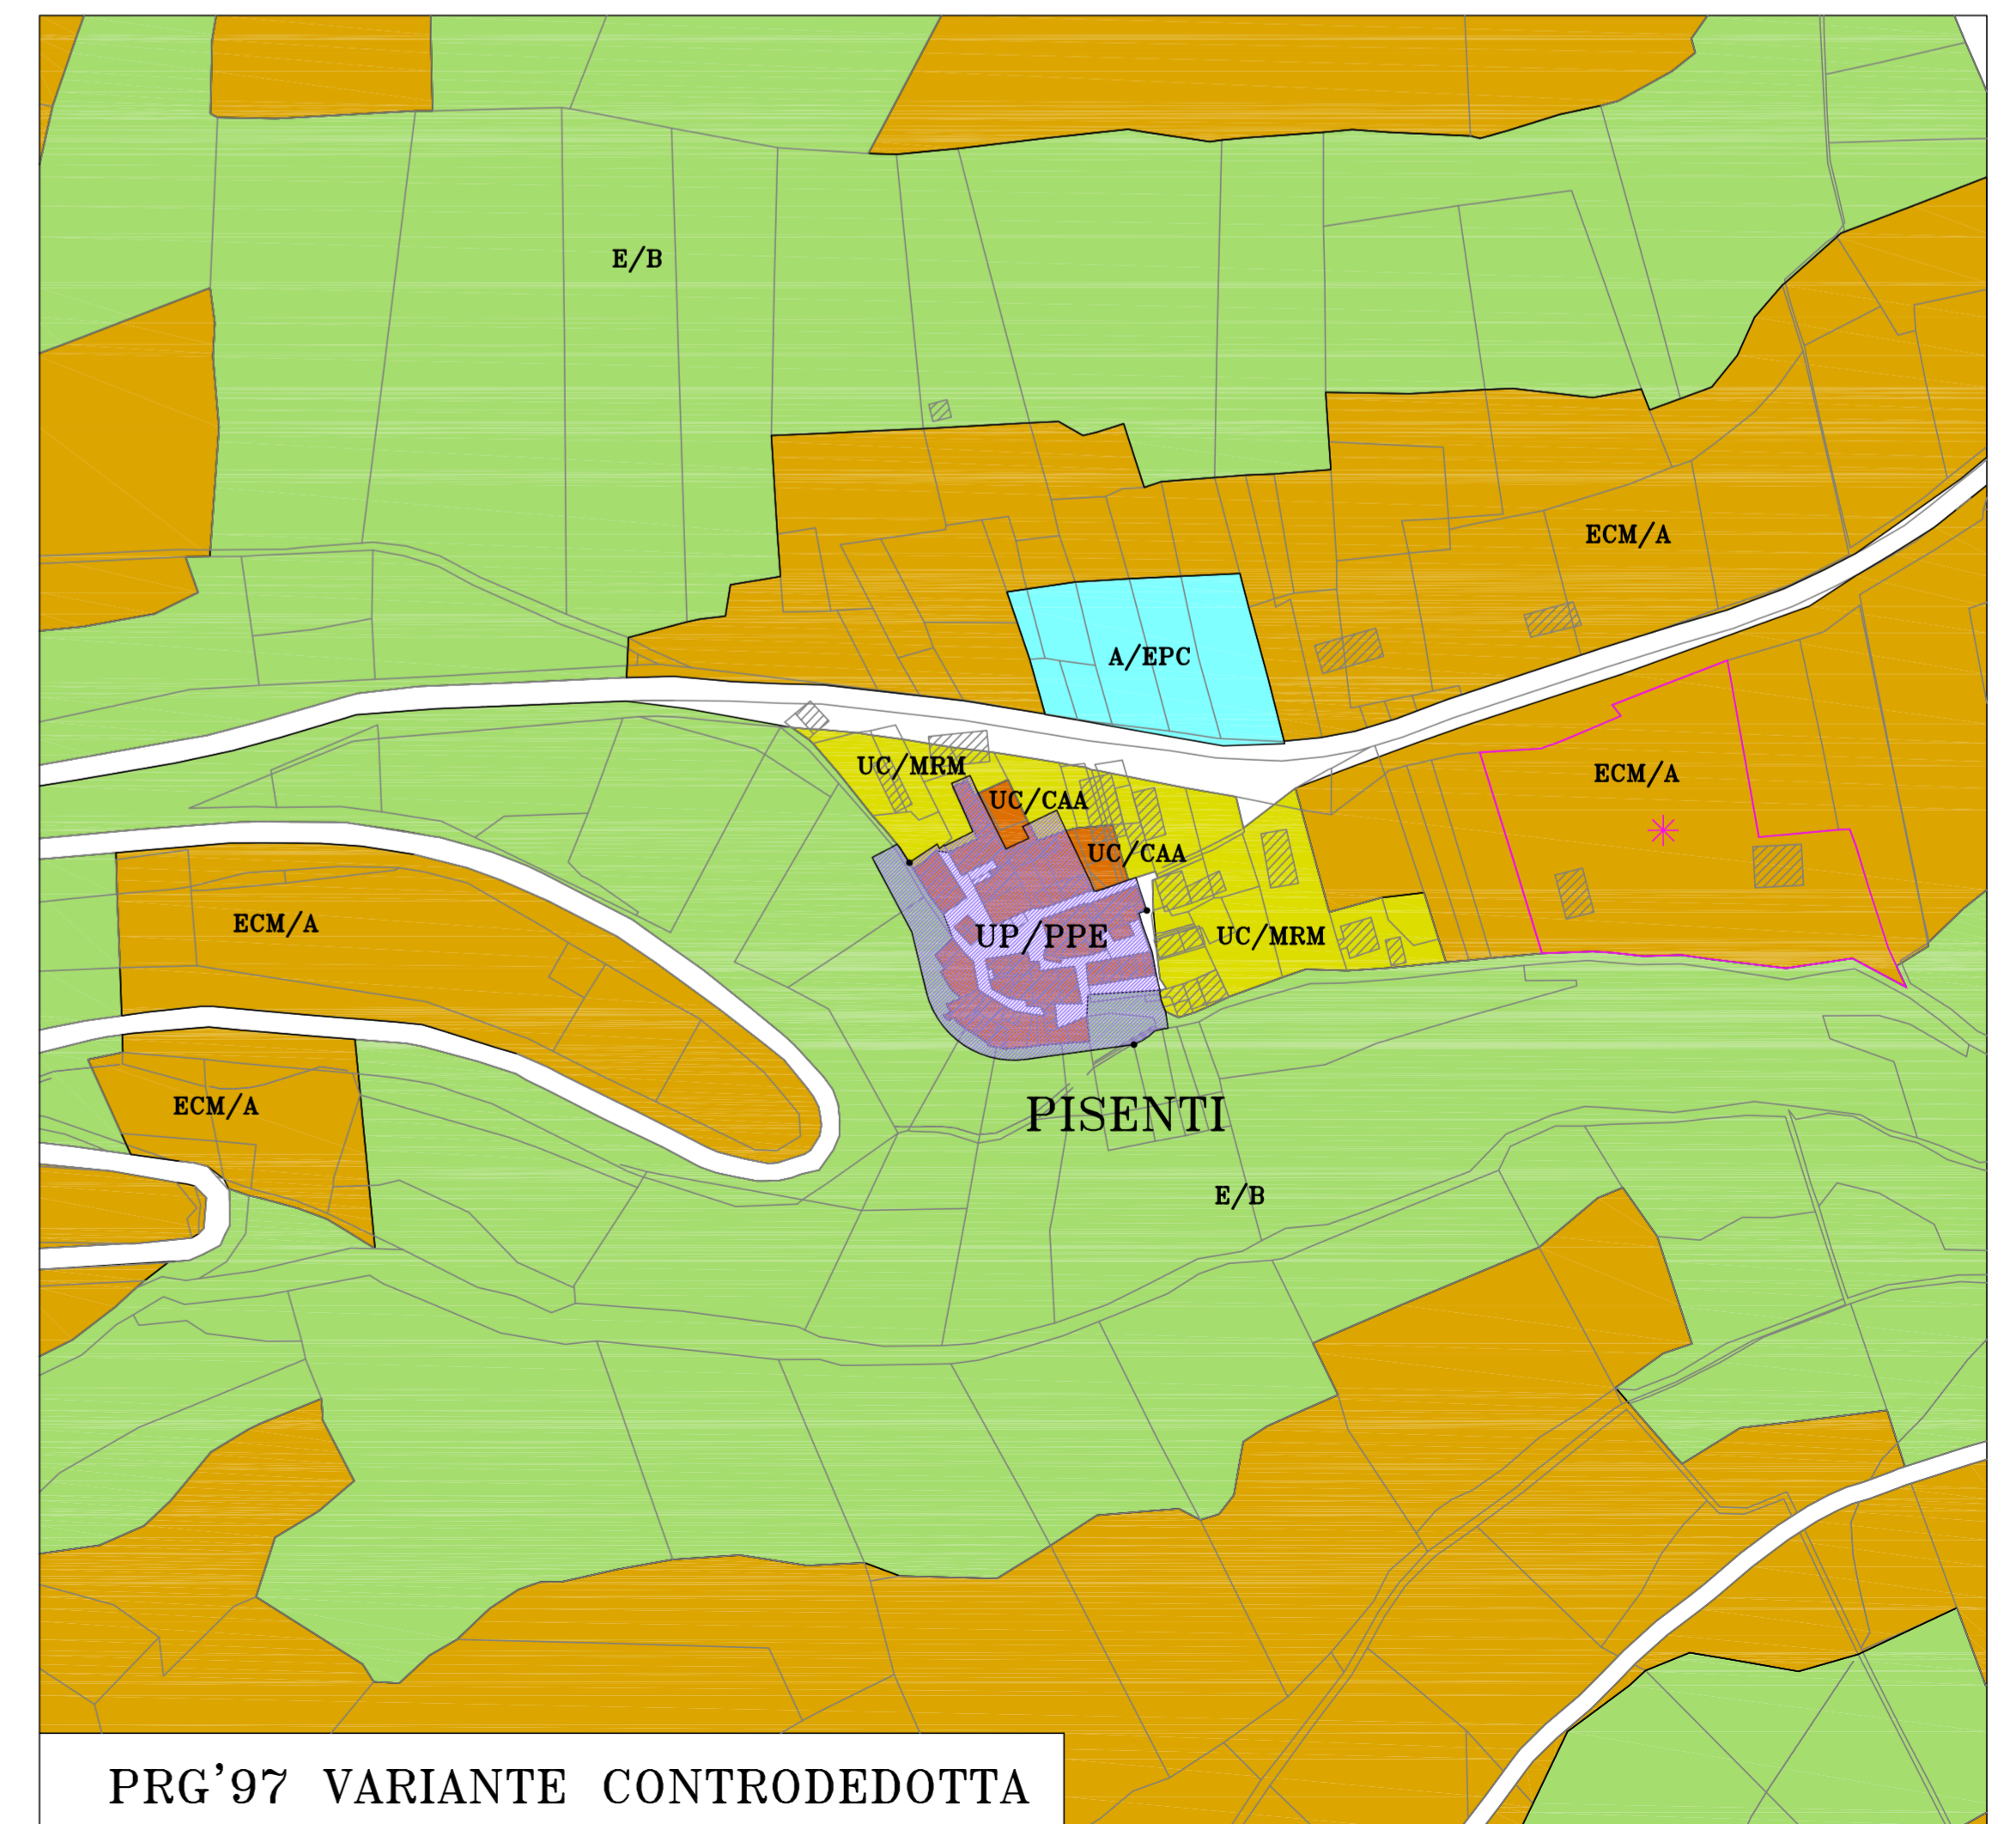 E/B
ECM/A
A/EPC
UC/MRM
ECM/A
UC/CAA
UC/CAA
ECM/A
UP/PPE
UC/MRM
ECM/A
PISENTI
E/B
PRG'97 VARIANTE CONTRODEDOTTA